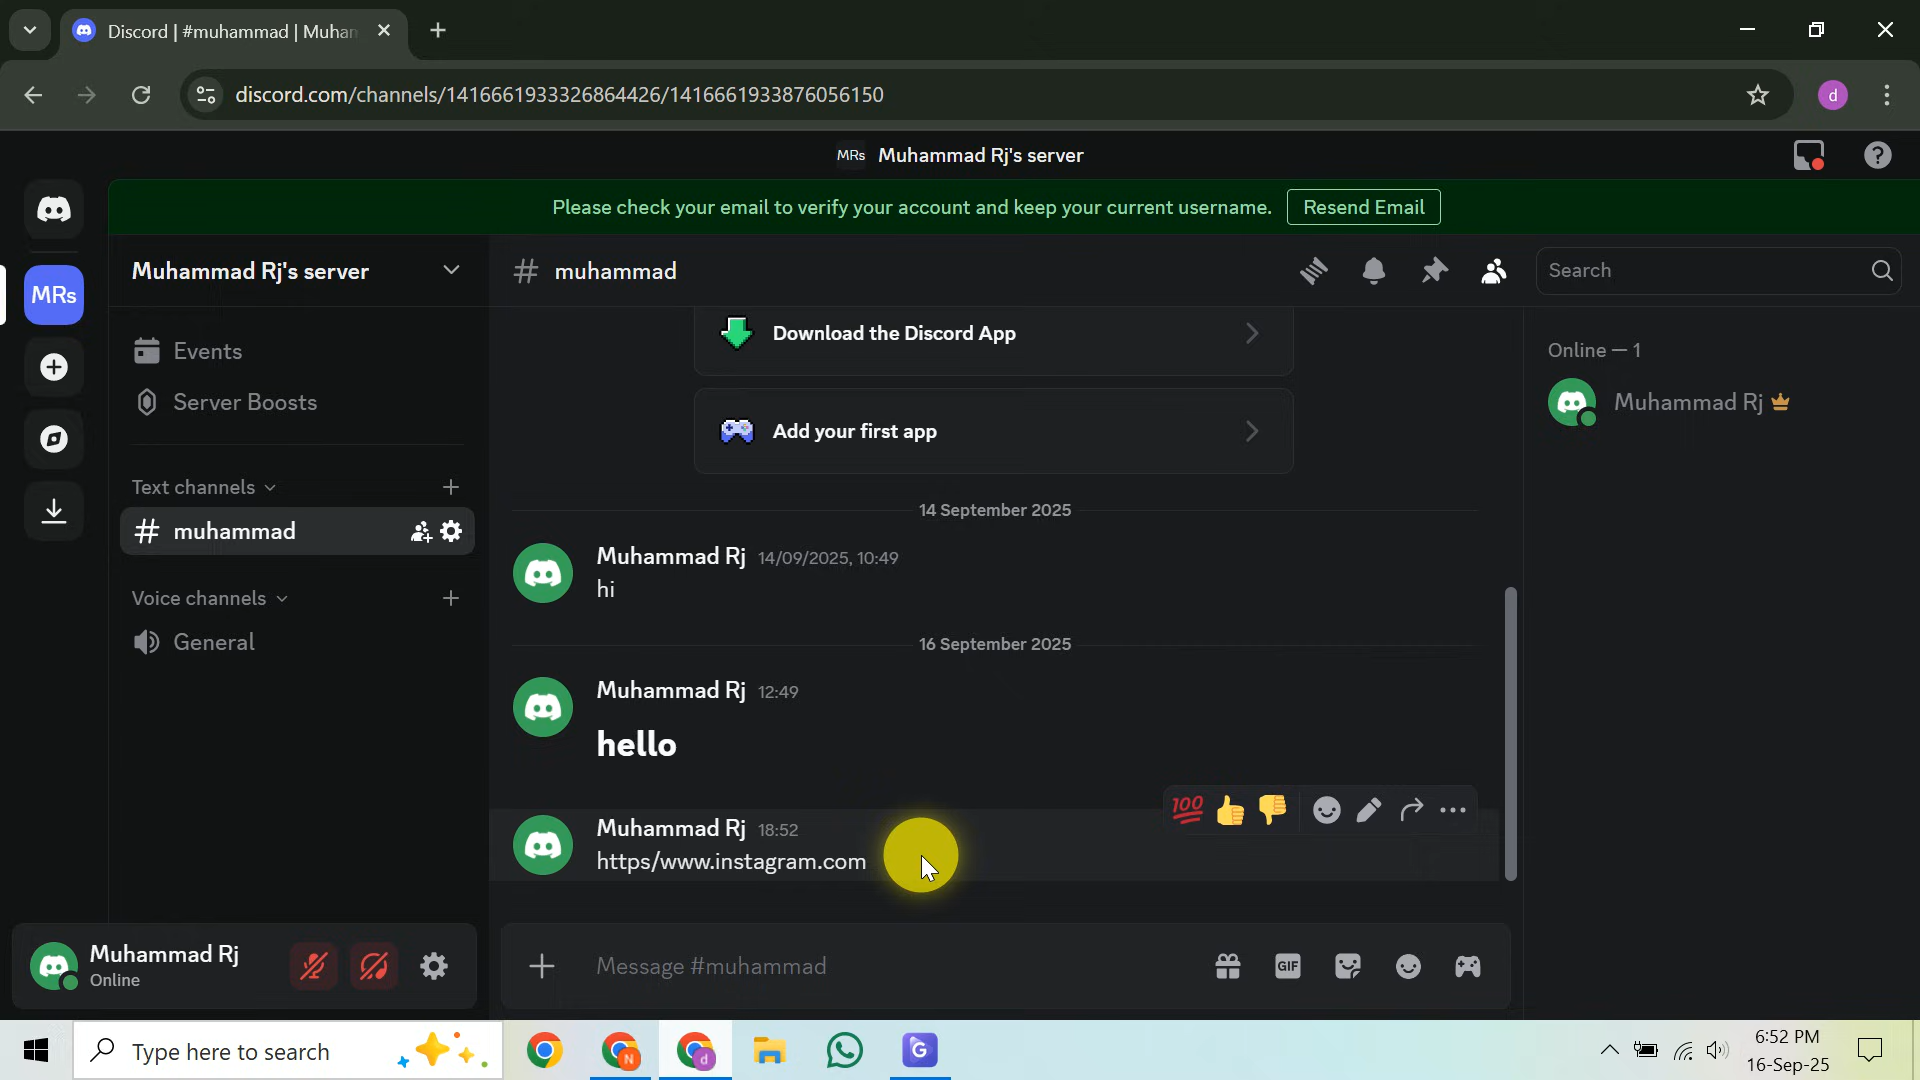 Discord | #muhammad | Muham
discord.com/channels/1416661933326864426/1416661933876056150
d
MRs Muhammad Rj's server
Please check your email to verify your account and keep your current username. Resend Email
MRs
Muhammad Rj's server
# muhammad
Search
Events
Server Boosts
Text channels
# muhammad
Voice channels
General
Download the Discord App
Add your first app
14 September 2025
Muhammad Rj 14/09/2025, 10:49
hi
16 September 2025
Muhammad Rj 12:49
hello
100
Muhammad Rj 18:52
https/www.instagram.com
Online — 1
Muhammad Rj
Muhammad Rj
Online
Message #muhammad
GIF
Type here to search
N
d
G
6:52 PM
16-Sep-25